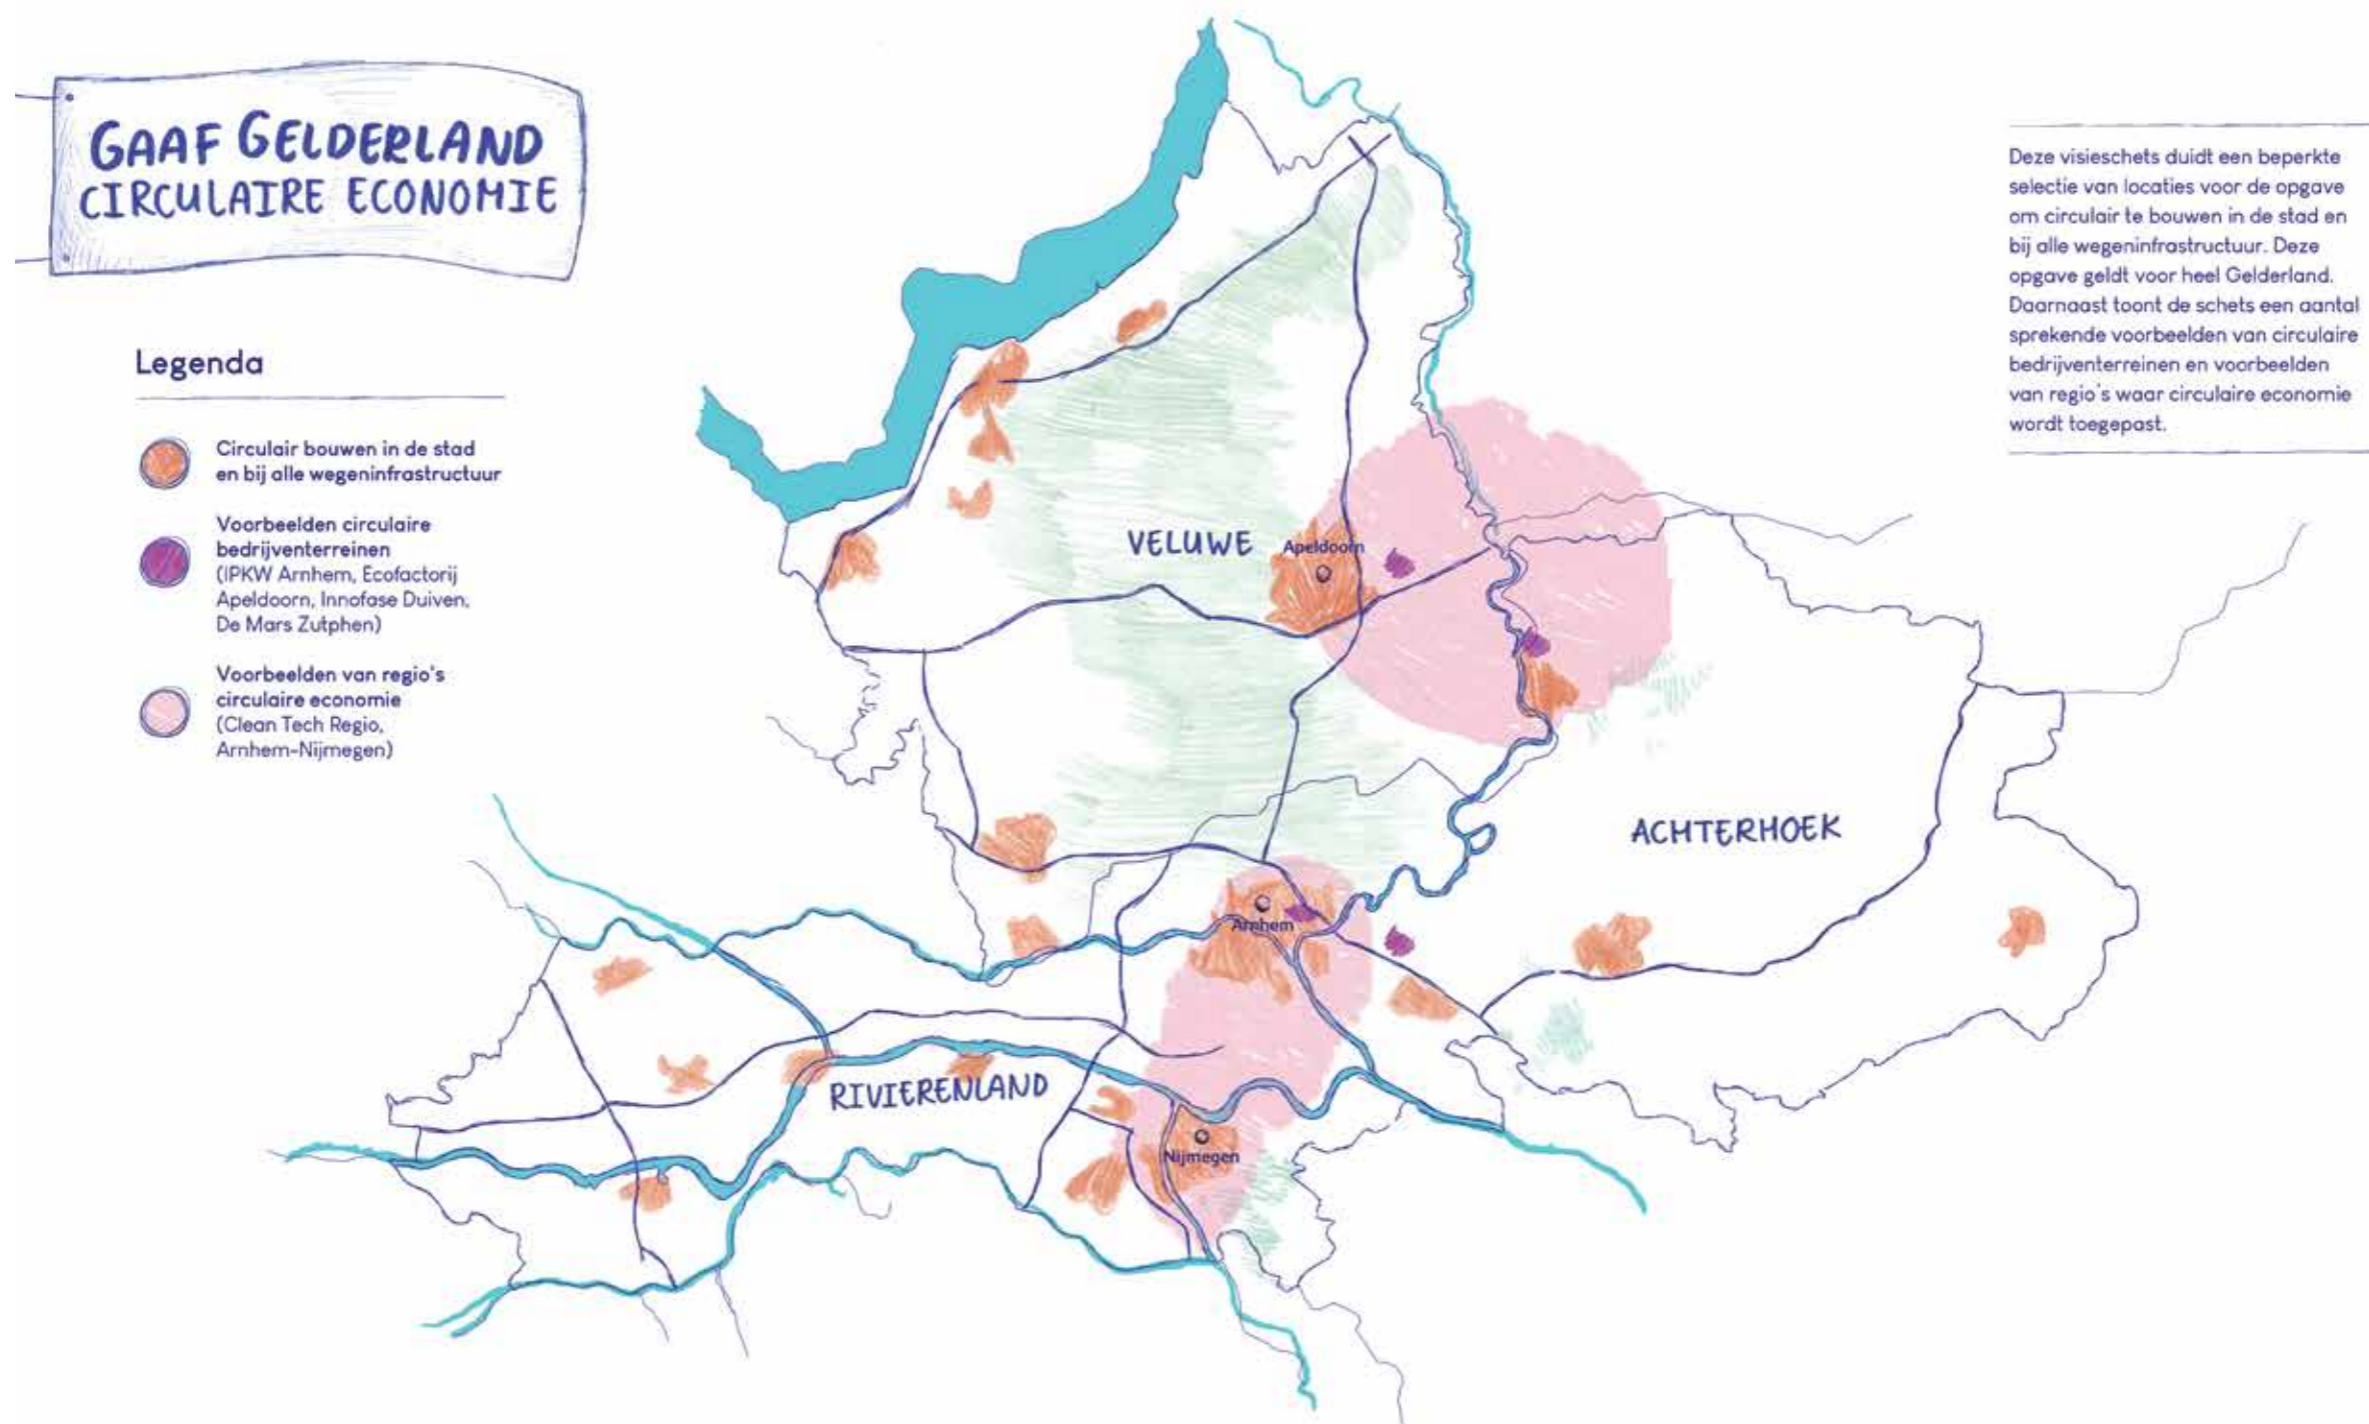 GAAF GELDERLAND
CIRCULAIRE ECONOMIE
Legenda
Circulair bouwen in de stad
en bij alle wegeninfrastructuur
Voorbeelden circulaire
bedrijventerreinen
(IPKW Arnhem, Ecofactorij
Apeldoorn, Innofase Duiven,
De Mars Zutphen)
Voorbeelden van regio's
circulaire economie
(Clean Tech Regio,
Arnhem-Nijmegen)
Deze visieschets duidt een beperkte
selectie van locaties voor de opgave
om circulair te bouwen in de stad en
bij alle wegeninfrastructuur. Deze
opgave geldt voor heel Gelderland.
Daarnaast toont de schets een aantal
sprekende voorbeelden van circulaire
bedrijventerreinen en voorbeelden
van regio's waar circulaire economie
wordt toegepast.
VELUWE
Apeldoorn
ACHTERHOEK
Arnhem
RIVIERENLAND
Nijmegen